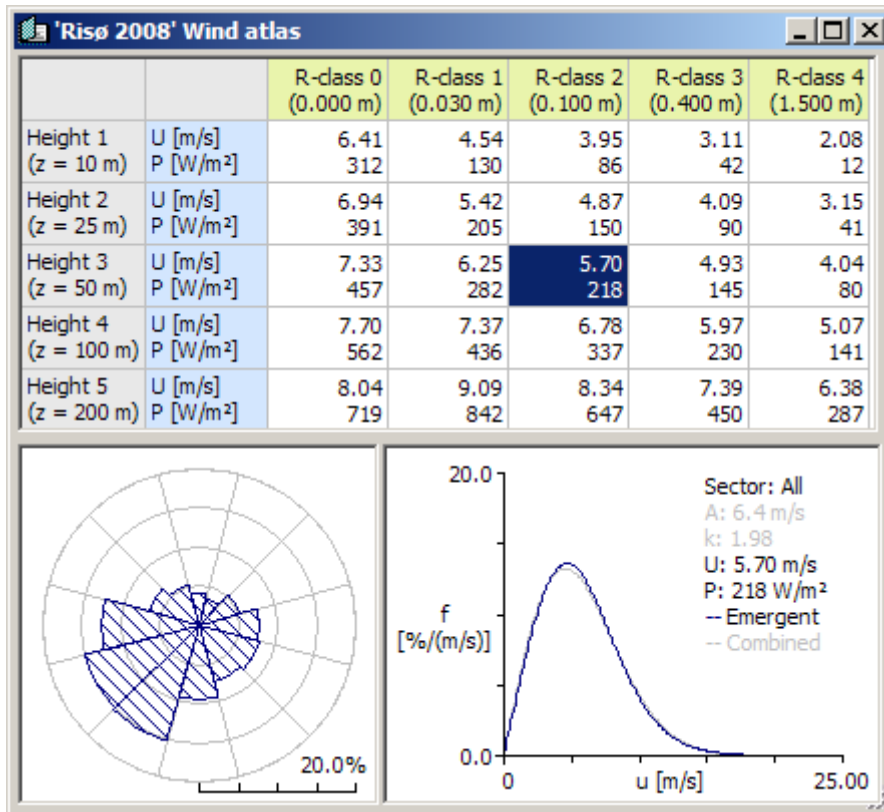 'Risø 2008' Wind atlas
R-class 0 R-class 1 R-class 2 R-class 3 R-class 4
(0.000 m) (0.030 m) (0.100 m) (0.400 m) (1.500 m)
Height 1 U [m/s] 6.41 4.54 3.95 3.11 2.08
(z = 10 m) P [W/m²] 312 130 86 42 12
Height 2 U [m/s] 6.94 5.42 4.87 4.09 3.15
(z = 25 m) P [W/m²] 391 205 150 90 41
Height 3 U [m/s] 7.33 6.25 5.70 4.93 4.04
(z = 50 m) P [W/m²] 457 282 218 145 80
Height 4 U [m/s] 7.70 7.37 6.78 5.97 5.07
(z = 100 m) P [W/m²] 562 436 337 230 141
Height 5 U [m/s] 8.04 9.09 8.34 7.39 6.38
(z = 200 m) P [W/m²] 719 842 647 450 287
20.0%
20.0
Sector: All
A: 6.4 m/s
k: 1.98
U: 5.70 m/s
P: 218 W/m²
-- Emergent
-- Combined
f
[%/(m/s)]
0.0
0 u [m/s] 25.00